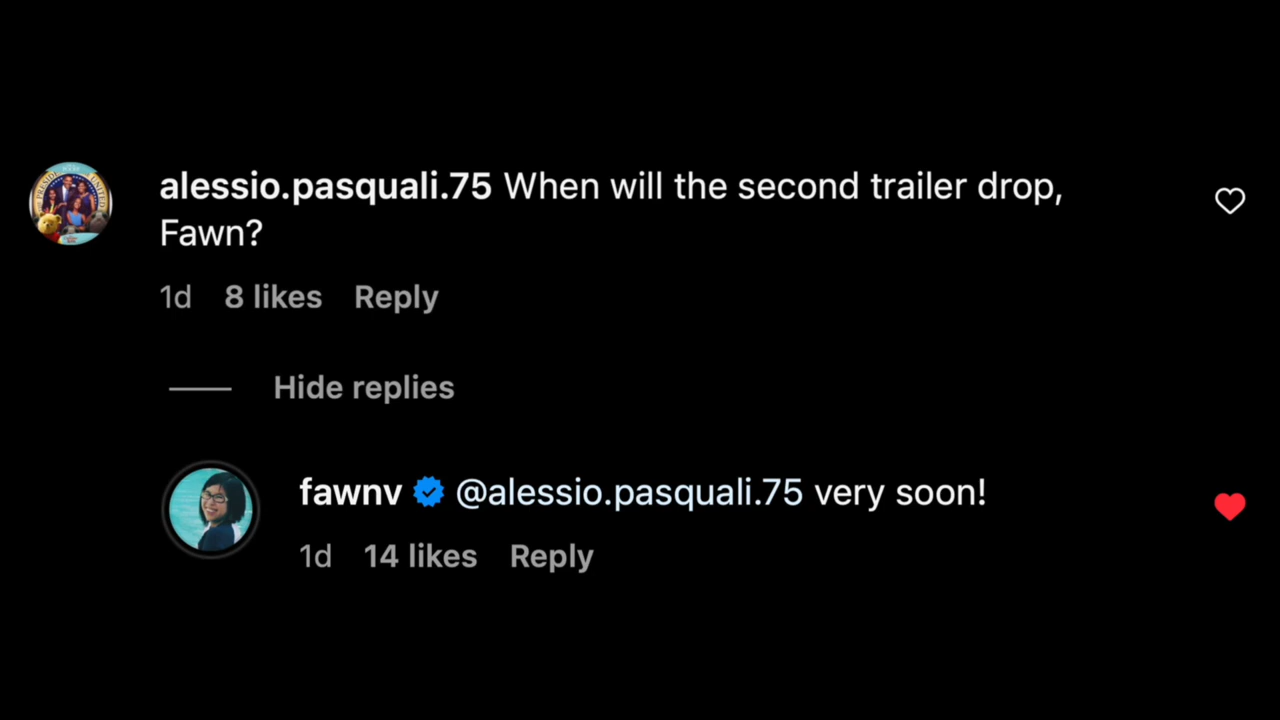 alessio.pasquali.75 When will the second trailer drop,
Fawn?
1d 8 likes Reply
Hide replies
fawnv @alessio.pasquali.75 very soon!
1d 14 likes Reply